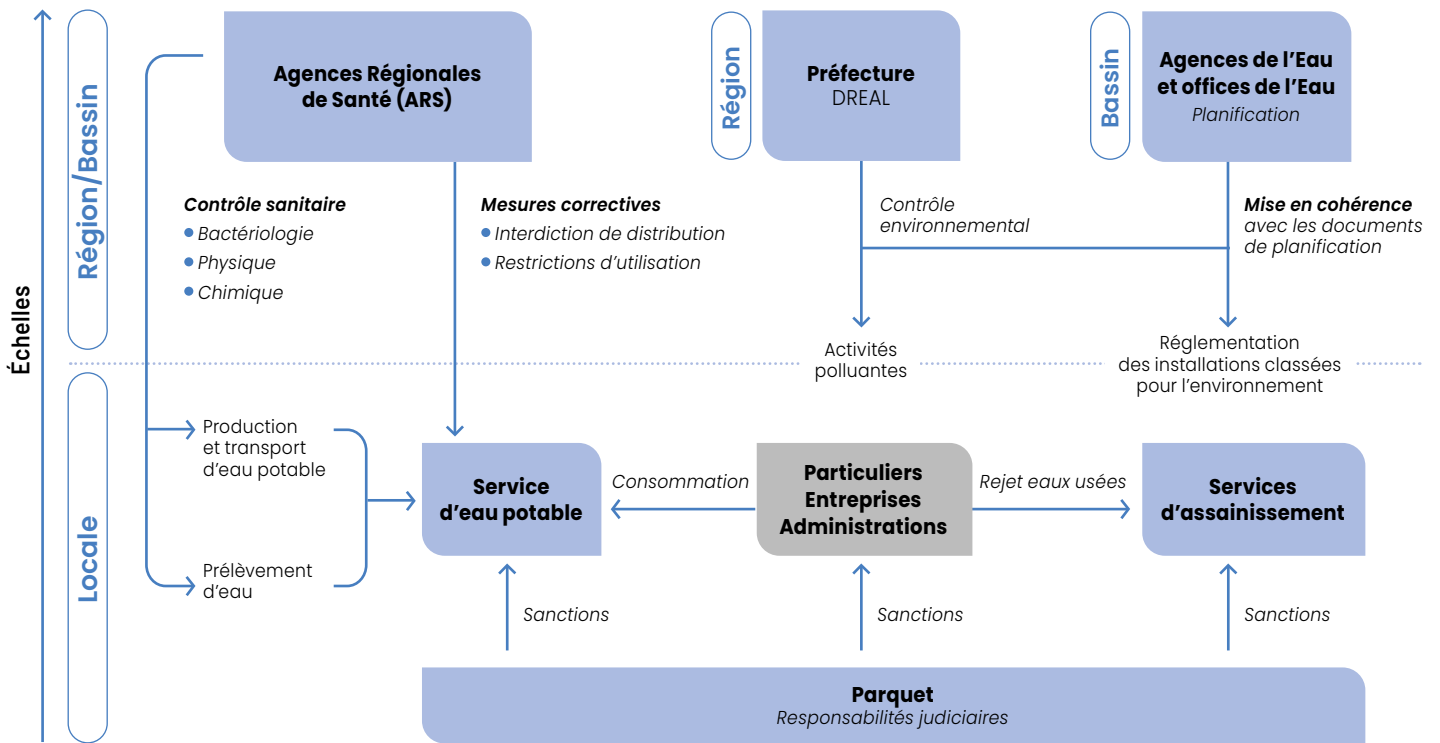 Échelles
Région/Bassin
Agences Régionales
de Santé (ARS)
Région
Préfecture
DREAL
Bassin
Agences de l’Eau
et offices de l’Eau
Planification
Contrôle sanitaire
Bactériologie
Physique
Chimique
Mesures correctives
Interdiction de distribution
Restrictions d’utilisation
Contrôle
environnemental
Mise en cohérence
avec les documents
de planification
Activités
polluantes
Réglementation
des installations classées
pour l’environnement
Locale
Production
et transport
d’eau potable
Prélèvement
d’eau
Service
d’eau potable
Consommation
Particuliers
Entreprises
Administrations
Rejet eaux usées
Services
d’assainissement
Sanctions
Sanctions
Sanctions
Parquet
Responsabilités judiciaires